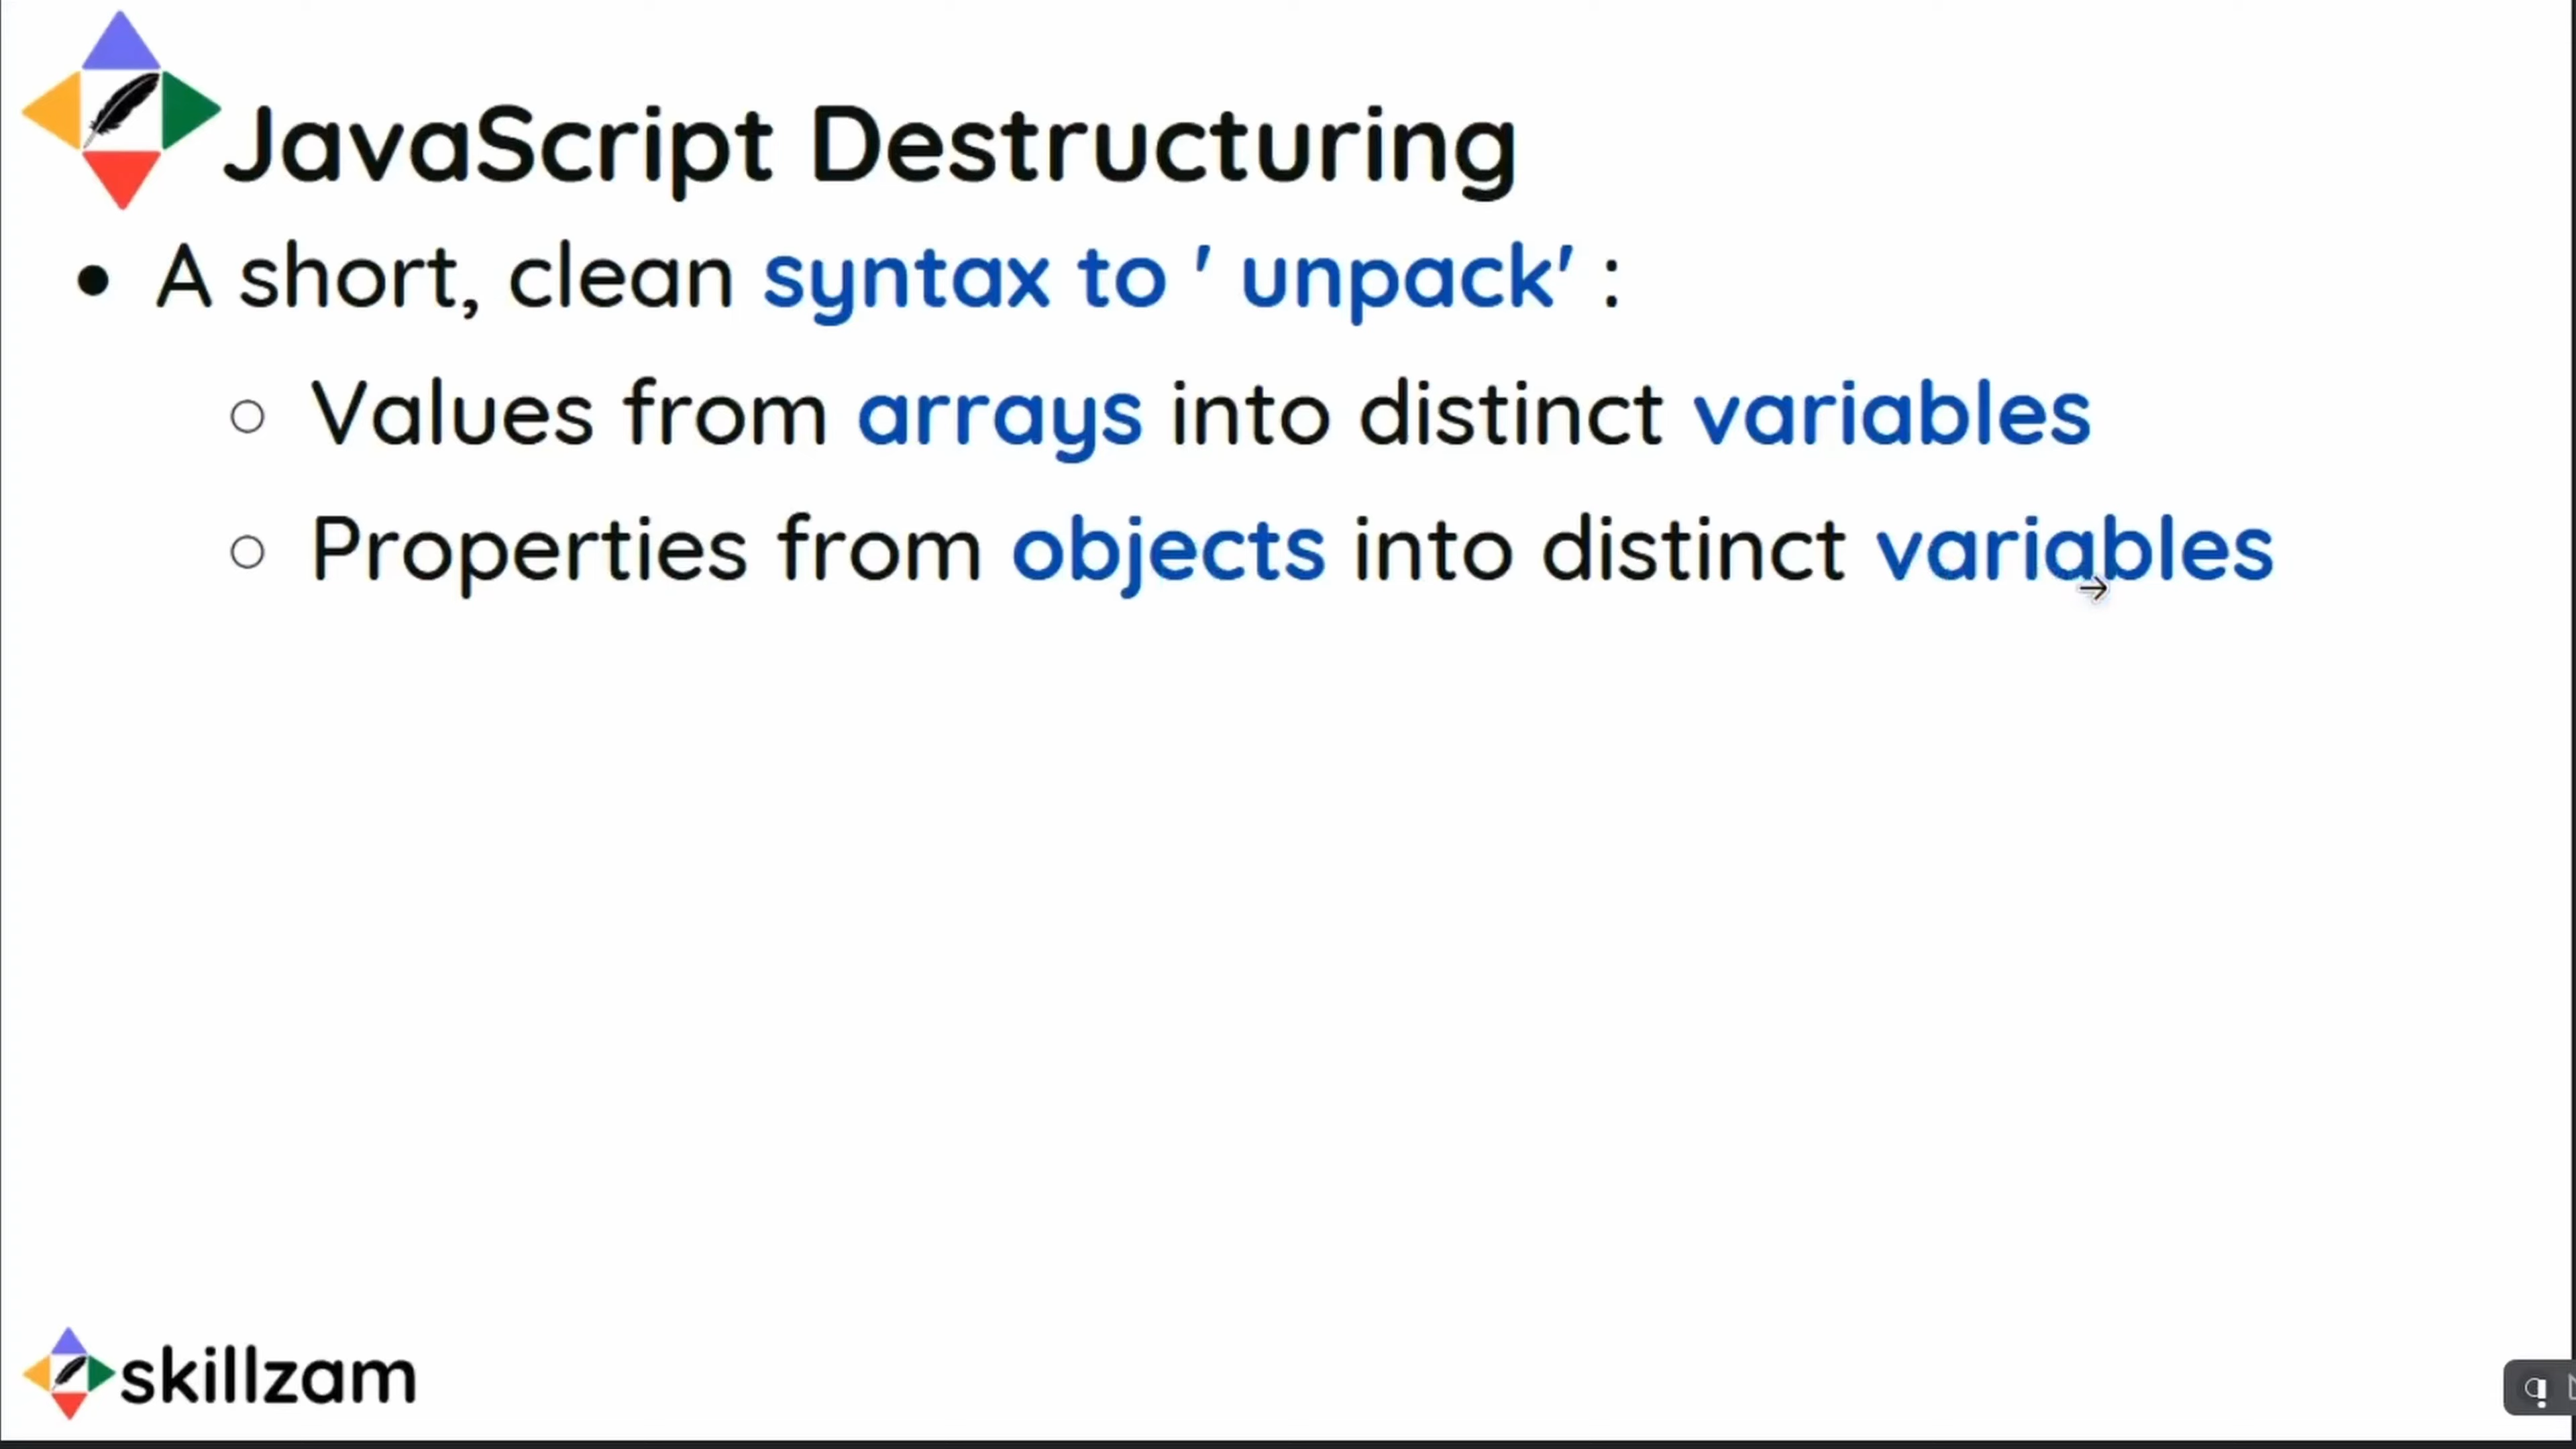 JavaScript Destructuring
● A short, clean syntax to ' unpack' :
○ Values from arrays into distinct variables
○ Properties from objects into distinct variables
skillzam